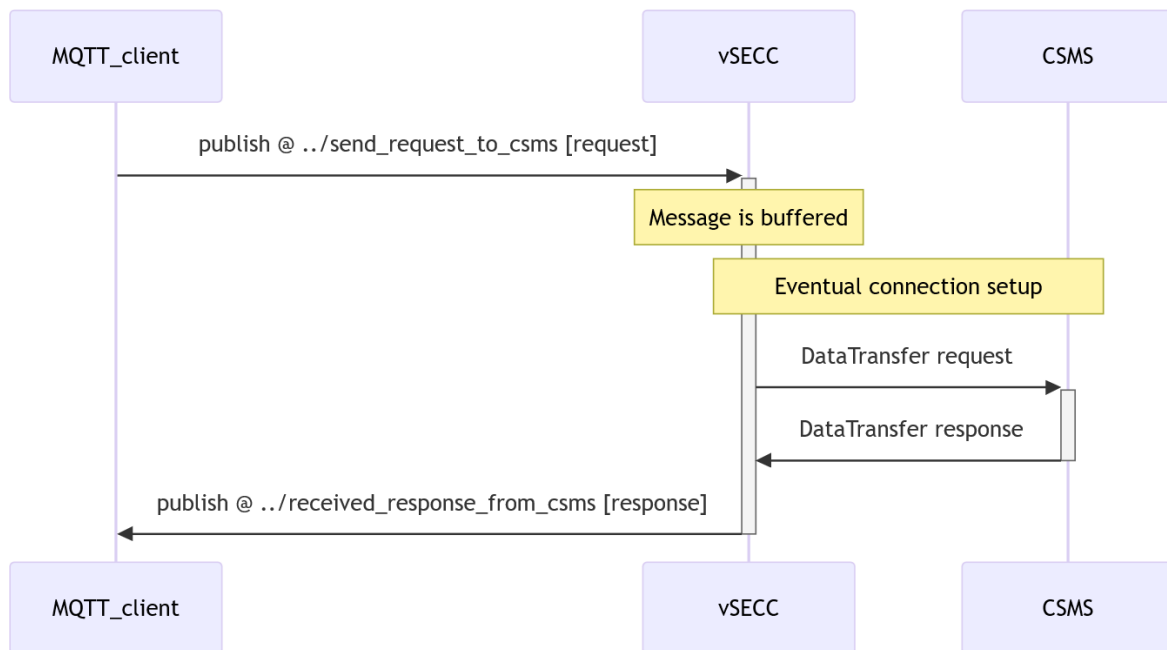 MQTT_client
vSECC
CSMS
publish @ ../send_request_to_csms [request]
Message is buffered
Eventual connection setup
DataTransfer request
DataTransfer response
publish @ ../received_response_from_csms [response]
MQTT_client
vSECC
CSMS